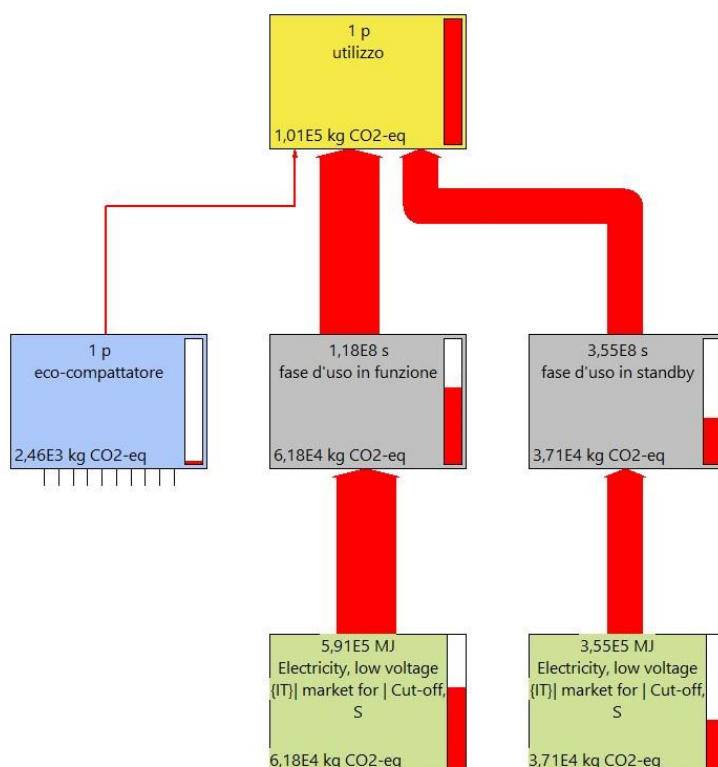 1 p
utilizzo
1,01E5 kg CO2-eq
1 p
eco-compattatore
2,46E3 kg CO2-eq
1,18E8 s
fase d'uso in funzione
6,18E4 kg CO2-eq
3,55E8 s
fase d'uso in standby
3,71E4 kg CO2-eq
5,91E5 MJ
Electricity, low voltage
{IT}| market for | Cut-off,
S
6,18E4 kg CO2-eq
3,55E5 MJ
Electricity, low voltage
{IT}| market for | Cut-off,
S
3,71E4 kg CO2-eq